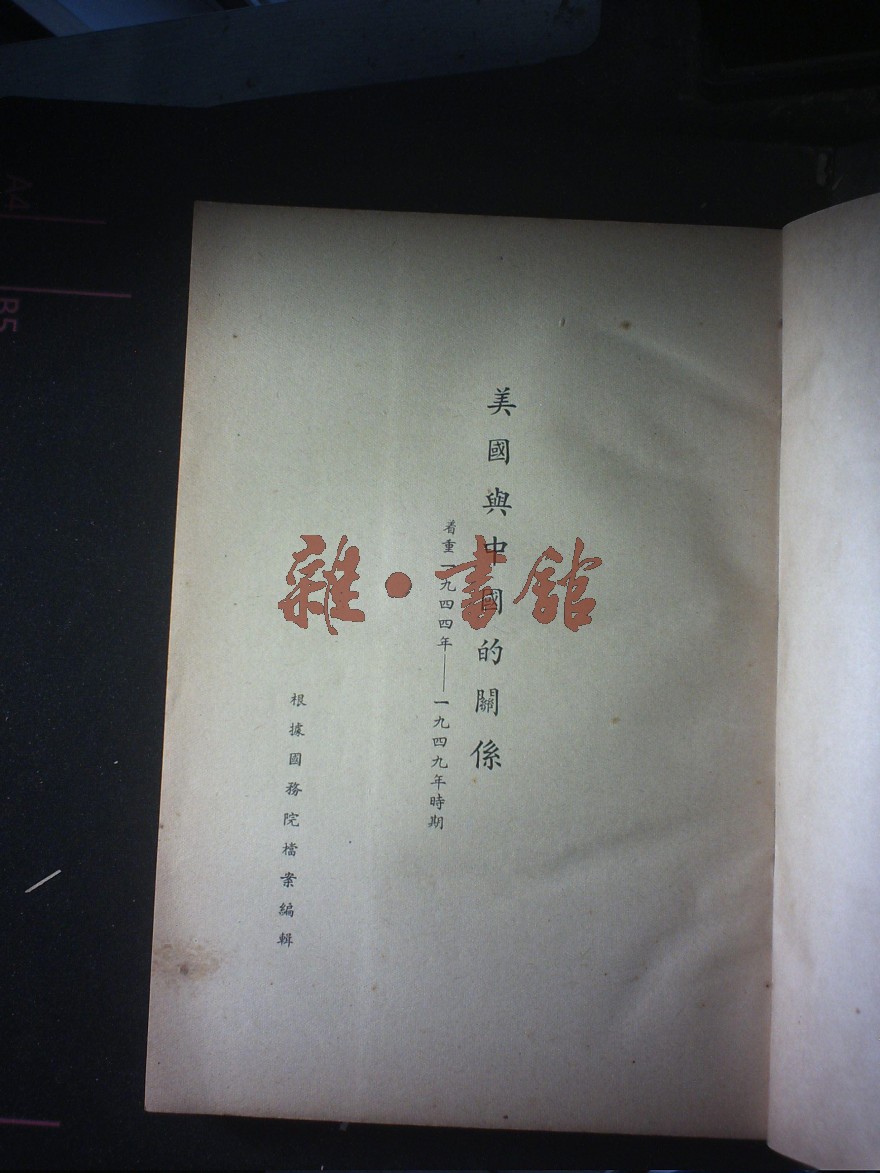 美國與中國的關係
着重一九四四年——一九四九年時期
根據國務院檔案編輯
雜·書館
A4
B5